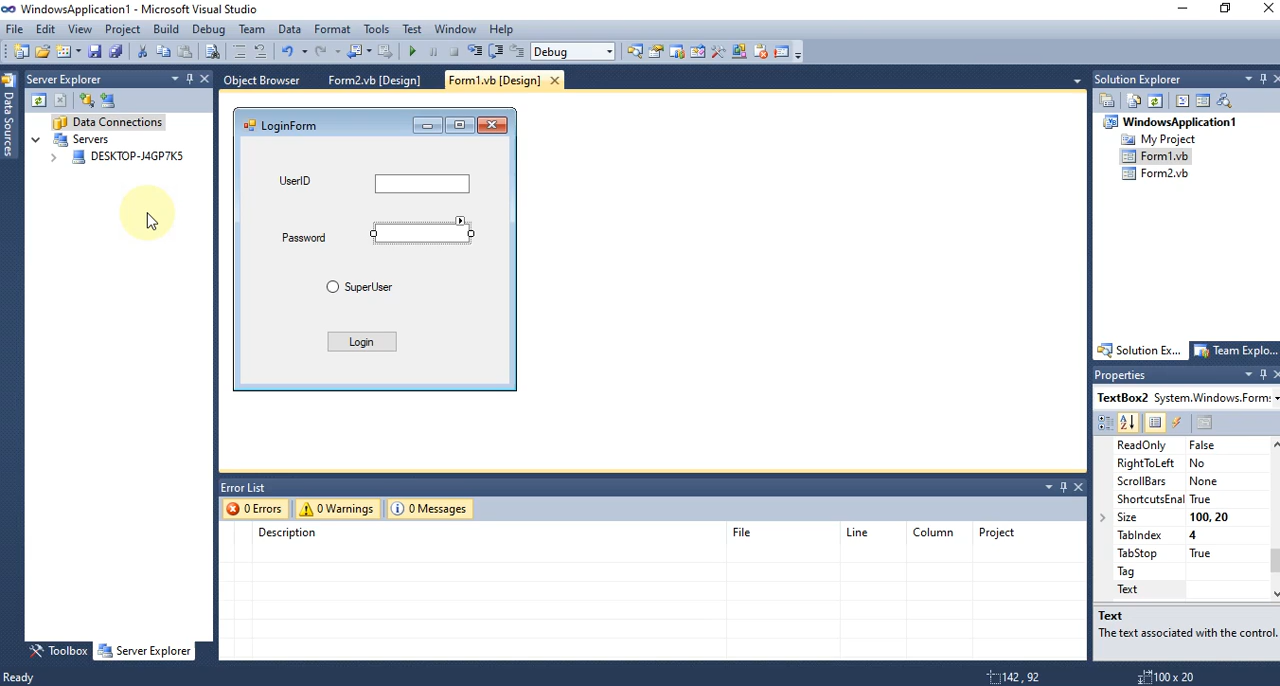 WindowsApplication1 - Microsoft Visual Studio
File Edit View Project Build Debug Team Data Format Tools Test Window Help
Debug
Data Sources
Server Explorer
Data Connections
Servers
DESKTOP-J4GP7K5
Toolbox Server Explorer
Object Browser Form2.vb [Design] Form1.vb [Design]
LoginForm
UserID
Password
SuperUser
Login
Error List
0 Errors 0 Warnings 0 Messages
Description File Line Column Project
Solution Explorer
WindowsApplication1
My Project
Form1.vb
Form2.vb
Solution Ex... Team Explo...
Properties
TextBox2 System.Windows.Forms
ReadOnly False
RightToLeft No
ScrollBars None
ShortcutsEnal True
Size 100, 20
TabIndex 4
TabStop True
Tag
Text
Text
The text associated with the control.
Ready 142 , 92 100 x 20